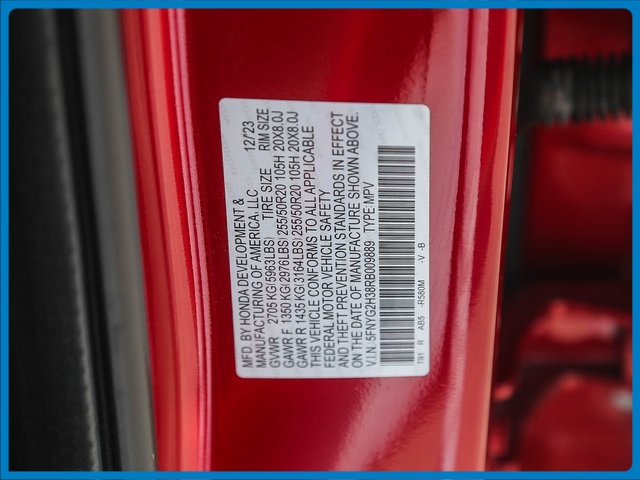 MFD. BY HONDA DEVELOPMENT &
MANUFACTURING OF AMERICA, LLC 12/23
GVWR 2705 KG(5963LBS) TIRE SIZE RIM SIZE
GAWR F 1350 KG(2976LBS) 255/50R20 105H 20X8.0J
GAWR R 1435 KG(3164LBS) 255/50R20 105H 20X8.0J
THIS VEHICLE CONFORMS TO ALL APPLICABLE
FEDERAL MOTOR VEHICLE SAFETY
AND THEFT PREVENTION STANDARDS IN EFFECT
ON THE DATE OF MANUFACTURE SHOWN ABOVE.
V.I.N. 5FNYG2H38RB009889 TYPE:MPV
T91 R AB5 -R580M -V -B